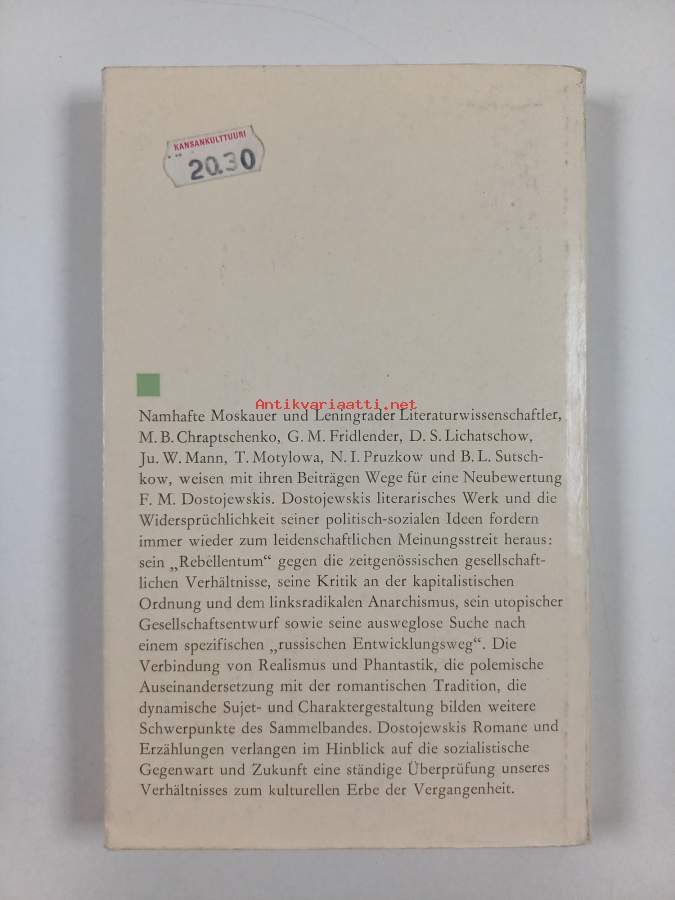 KANSANKULTTUURI
20.30
Antikvariaatti.net
Namhafte Moskauer und Leningrader Literaturwissenschaftler,
M. B. Chraptschenko, G. M. Fridlender, D. S. Lichatschow,
Ju. W. Mann, T. Motylowa, N. I. Pruzkow und B. L. Sutsch-
kow, weisen mit ihren Beiträgen Wege für eine Neubewertung
F. M. Dostojewskis. Dostojewskis literarisches Werk und die
Widersprüchlichkeit seiner politisch-sozialen Ideen fordern
immer wieder zum leidenschaftlichen Meinungsstreit heraus:
sein „Rebellentum“ gegen die zeitgenössischen gesellschaft-
lichen Verhältnisse, seine Kritik an der kapitalistischen
Ordnung und dem linksradikalen Anarchismus, sein utopischer
Gesellschaftsentwurf sowie seine ausweglose Suche nach
einem spezifischen „russischen Entwicklungsweg“. Die
Verbindung von Realismus und Phantastik, die polemische
Auseinandersetzung mit der romantischen Tradition, die
dynamische Sujet- und Charaktergestaltung bilden weitere
Schwerpunkte des Sammelbandes. Dostojewskis Romane und
Erzählungen verlangen im Hinblick auf die sozialistische
Gegenwart und Zukunft eine ständige Überprüfung unseres
Verhältnisses zum kulturellen Erbe der Vergangenheit.